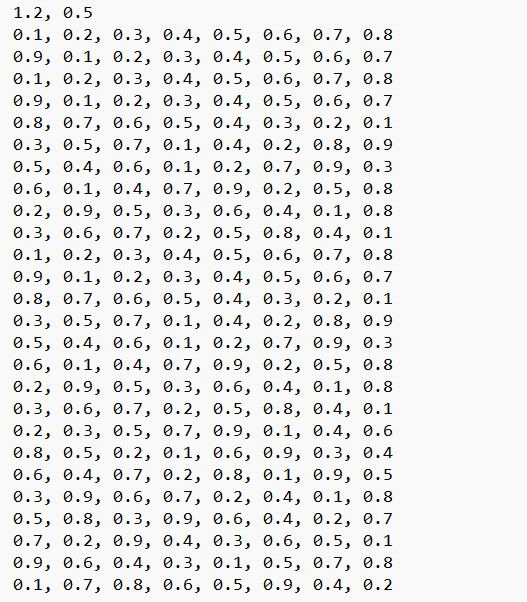 1.2, 0.5
0.1, 0.2, 0.3, 0.4, 0.5, 0.6, 0.7, 0.8
0.9, 0.1, 0.2, 0.3, 0.4, 0.5, 0.6, 0.7
0.1, 0.2, 0.3, 0.4, 0.5, 0.6, 0.7, 0.8
0.9, 0.1, 0.2, 0.3, 0.4, 0.5, 0.6, 0.7
0.8, 0.7, 0.6, 0.5, 0.4, 0.3, 0.2, 0.1
0.3, 0.5, 0.7, 0.1, 0.4, 0.2, 0.8, 0.9
0.5, 0.4, 0.6, 0.1, 0.2, 0.7, 0.9, 0.3
0.6, 0.1, 0.4, 0.7, 0.9, 0.2, 0.5, 0.8
0.2, 0.9, 0.5, 0.3, 0.6, 0.4, 0.1, 0.8
0.3, 0.6, 0.7, 0.2, 0.5, 0.8, 0.4, 0.1
0.1, 0.2, 0.3, 0.4, 0.5, 0.6, 0.7, 0.8
0.9, 0.1, 0.2, 0.3, 0.4, 0.5, 0.6, 0.7
0.8, 0.7, 0.6, 0.5, 0.4, 0.3, 0.2, 0.1
0.3, 0.5, 0.7, 0.1, 0.4, 0.2, 0.8, 0.9
0.5, 0.4, 0.6, 0.1, 0.2, 0.7, 0.9, 0.3
0.6, 0.1, 0.4, 0.7, 0.9, 0.2, 0.5, 0.8
0.2, 0.9, 0.5, 0.3, 0.6, 0.4, 0.1, 0.8
0.3, 0.6, 0.7, 0.2, 0.5, 0.8, 0.4, 0.1
0.2, 0.3, 0.5, 0.7, 0.9, 0.1, 0.4, 0.6
0.8, 0.5, 0.2, 0.1, 0.6, 0.9, 0.3, 0.4
0.6, 0.4, 0.7, 0.2, 0.8, 0.1, 0.9, 0.5
0.3, 0.9, 0.6, 0.7, 0.2, 0.4, 0.1, 0.8
0.5, 0.8, 0.3, 0.9, 0.6, 0.4, 0.2, 0.7
0.7, 0.2, 0.9, 0.4, 0.3, 0.6, 0.5, 0.1
0.9, 0.6, 0.4, 0.3, 0.1, 0.5, 0.7, 0.8
0.1, 0.7, 0.8, 0.6, 0.5, 0.9, 0.4, 0.2